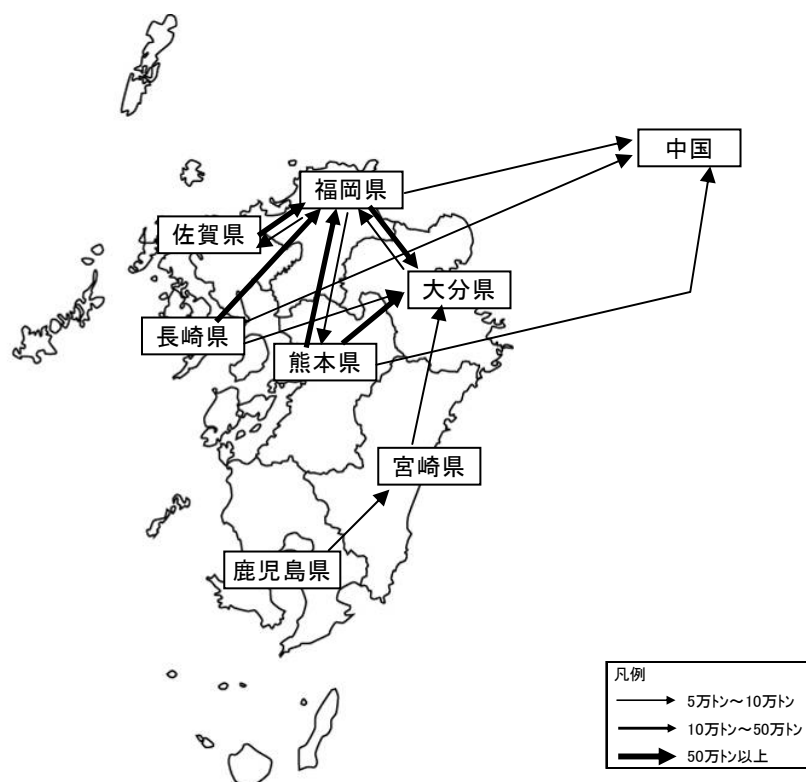 中国
福岡県
佐賀県
大分県
長崎県
熊本県
宮崎県
鹿児島県
凡例
5万トン～10万トン
10万トン～50万トン
50万トン以上